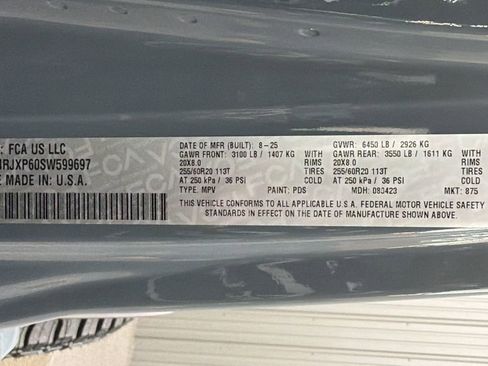 FCA US LLC
DATE OF MFR (BUILT): 8-25
GVWR: 6450 LB / 2926 KG
GAWR FRONT: 3100 LB / 1407 KG WITH
GAWR REAR: 3550 LB / 1611 KG WITH
20X8.0 RIMS
20X8.0 RIMS
RJXP60SW599697
255/60R20 113T TIRES
255/60R20 113T TIRES
AT 250 kPa / 36 PSI COLD
AT 250 kPa / 36 PSI COLD
MADE IN: U.S.A.
TYPE: MPV PAINT: PDS MDH: 080423 MKT: 875
THIS VEHICLE CONFORMS TO ALL APPLICABLE U.S.A. FEDERAL MOTOR VEHICLE SAFETY
STANDARDS IN EFFECT ON THE DATE OF MANUFACTURE SHOWN ABOVE.